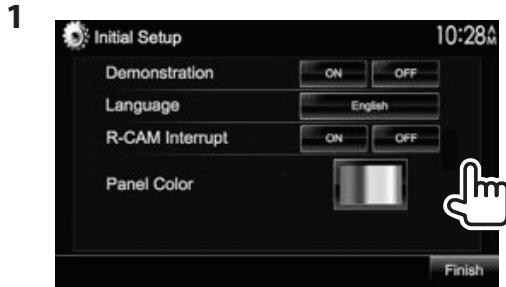 1
Initial Setup 10:28AM
Demonstration ON OFF
Language English
R-CAM Interrupt ON OFF
Panel Color
Finish